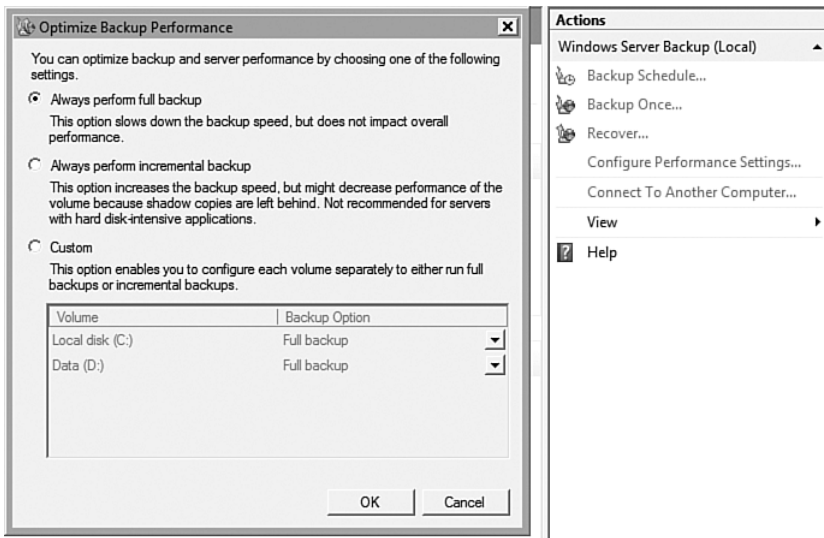 Optimize Backup Performance
You can optimize backup and server performance by choosing one of the following
settings.
Always perform full backup
This option slows down the backup speed, but does not impact overall
performance.
Always perform incremental backup
This option increases the backup speed, but might decrease performance of the
volume because shadow copies are left behind. Not recommended for servers
with hard disk-intensive applications.
Custom
This option enables you to configure each volume separately to either run full
backups or incremental backups.
Volume Backup Option
Local disk (C:) Full backup
Data (D:) Full backup
OK Cancel
Actions
Windows Server Backup (Local)
Backup Schedule...
Backup Once...
Recover...
Configure Performance Settings...
Connect To Another Computer...
View
Help